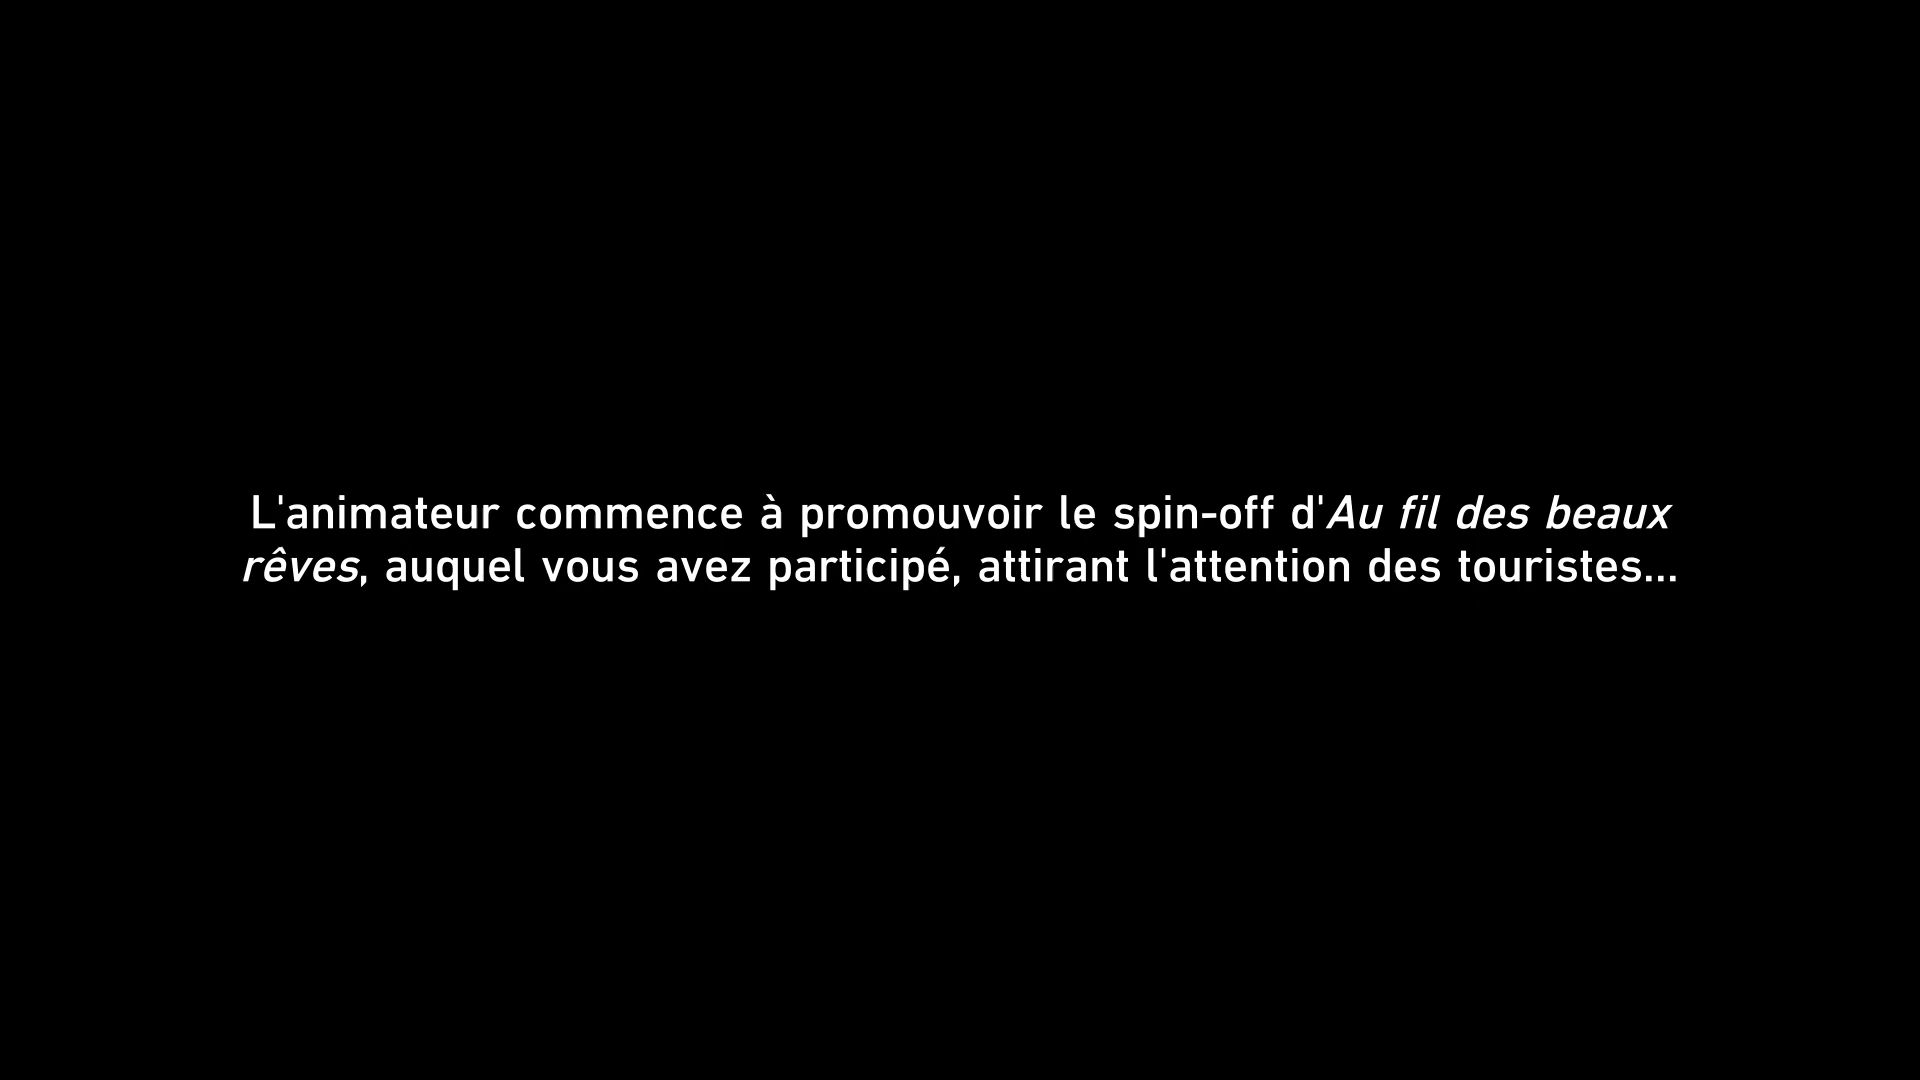 L'animateur commence à promouvoir le spin-off d'Au fil des beaux
rêves, auquel vous avez participé, attirant l'attention des touristes...